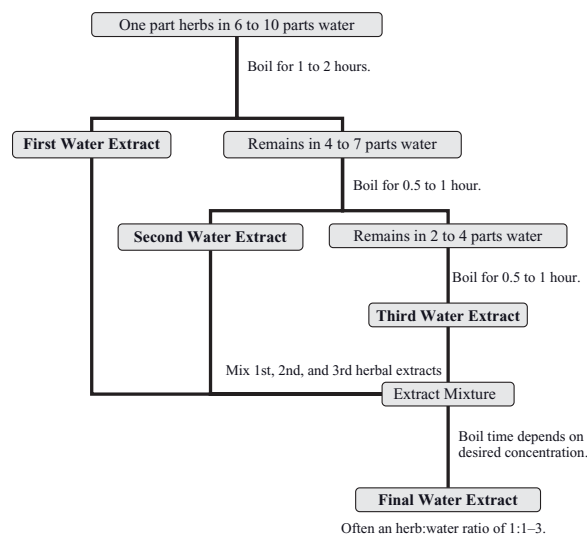 One part herbs in 6 to 10 parts water
Boil for 1 to 2 hours.
First Water Extract
Remains in 4 to 7 parts water
Boil for 0.5 to 1 hour.
Second Water Extract
Remains in 2 to 4 parts water
Boil for 0.5 to 1 hour.
Third Water Extract
Mix 1st, 2nd, and 3rd herbal extracts
Extract Mixture
Boil time depends on
desired concentration.
Final Water Extract
Often an herb:water ratio of 1:1–3.